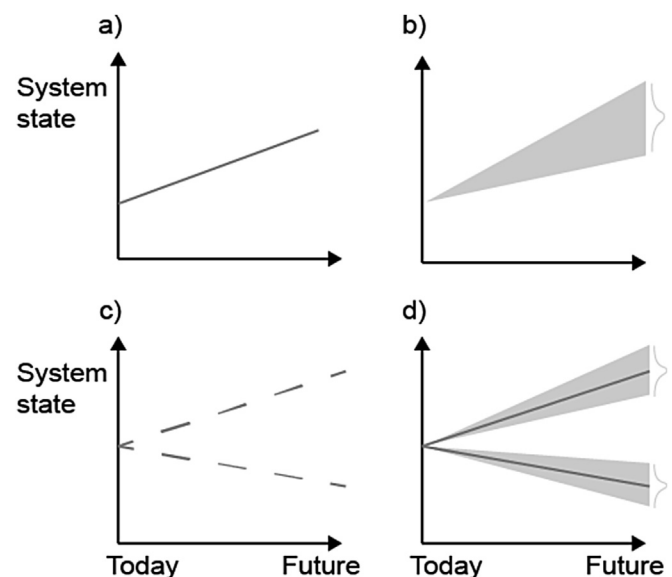 a)
b)
System
state
c)
d)
System
state
Today
Future
Today
Future